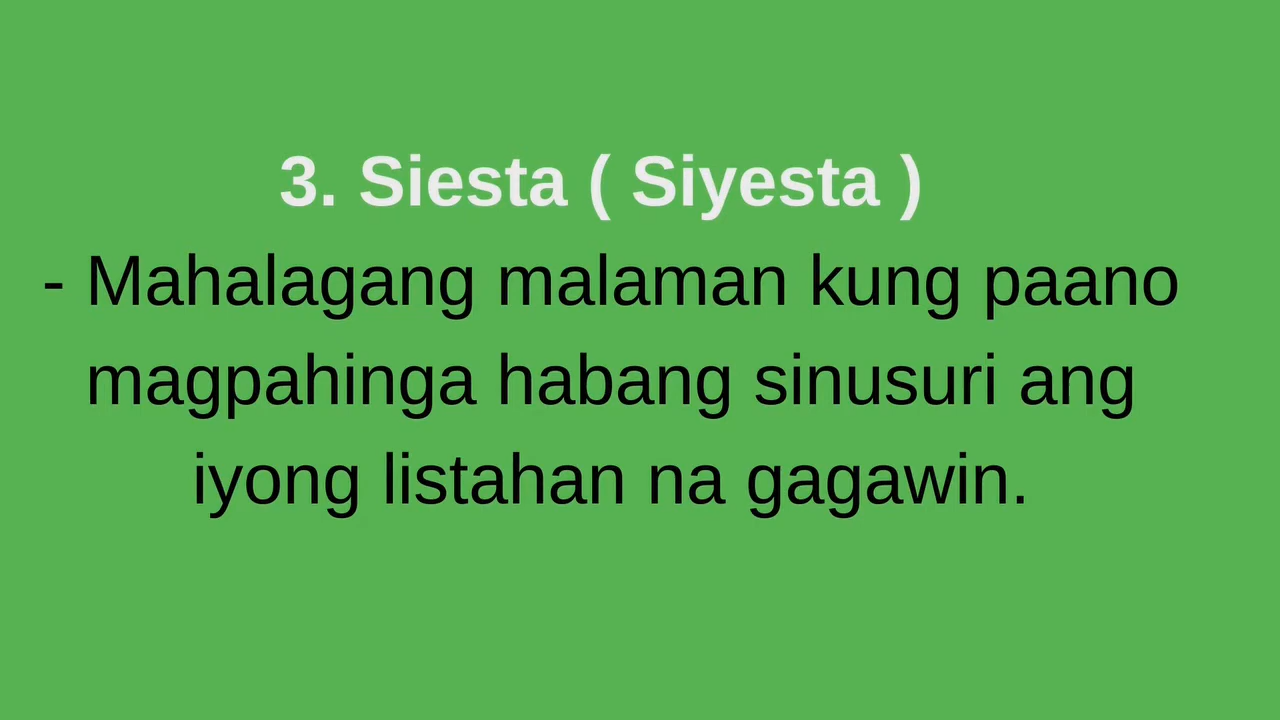 3. Siesta ( Siyesta )
- Mahalagang malaman kung paano
magpahinga habang sinusuri ang
iyong listahan na gagawin.